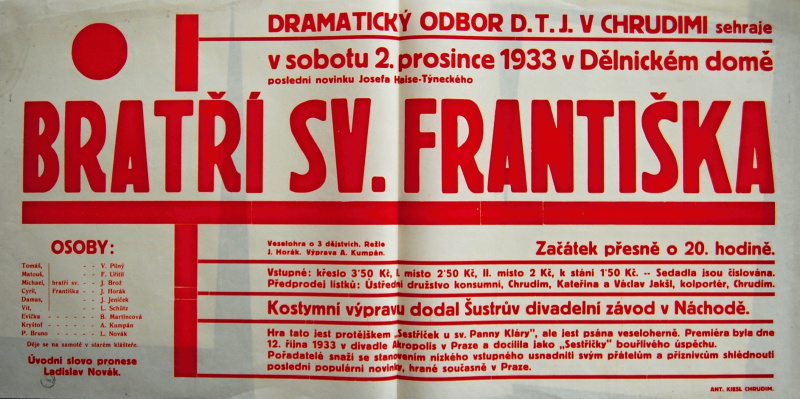 DRAMATICKÝ ODBOR D. T. J. V CHRUDIMI sehraje
v sobotu 2. prosince 1933 v Dělnickém domě
poslední novinku Josefa Haise-Týneckého
BRATŘÍ SV. FRANTIŠKA
OSOBY:
Tomáš, - - V. Plný
Matouš, - - F. Uřítil
Michael, bratří sv. - - J. Brož
Cyril, Františka - - J. Horák
Damas, - - J. Jeníček
Vít, - - L. Schütz
Evička - - B. Martincová
Kryštof - - A. Kumpán
P. Bruno - - L. Novák
Děje se na samotě v starém klášteře.
Úvodní slovo pronese
Ladislav Novák.
Veselohra o 3 dějstvích. Režie
J. Horák. Výprava A. Kumpán.
Začátek přesně o 20. hodině.
Vstupné: křeslo 3'50 Kč, I. místo 2'50 Kč, II. místo 2 Kč, k stání 1'50 Kč. -- Sedadla jsou číslována.
Předprodej lístků: Ústřední družstvo konsumní, Chrudim, Kateřina a Václav Jakší, kolportér, Chrudim.
Kostymní výpravu dodal Šustrův divadelní závod v Náchodě.
Hra tato jest protějškem „Sestřiček u sv. Panny Kláry", ale jest psána veseloherně. Premiéra byla dne
12. října 1933 v divadle Akropolis v Praze a docílila jako „Sestřičky" bouřlivého úspěchu.
Pořadatelé snaží se stanovením nízkého vstupného usnadniti svým přátelům a příznivcům shlédnouti
poslední populární novinky, hrané současně v Praze.
ANT. KIESL CHRUDIM.